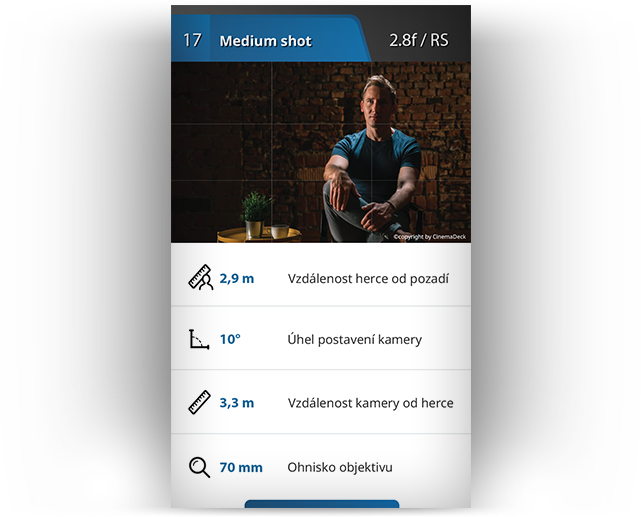 17 Medium shot 2.8f / RS
©copyright by CinemaDeck
2,9 m Vzdálenost herce od pozadí
10° Úhel postavení kamery
3,3 m Vzdálenost kamery od herce
70 mm Ohnisko objektivu